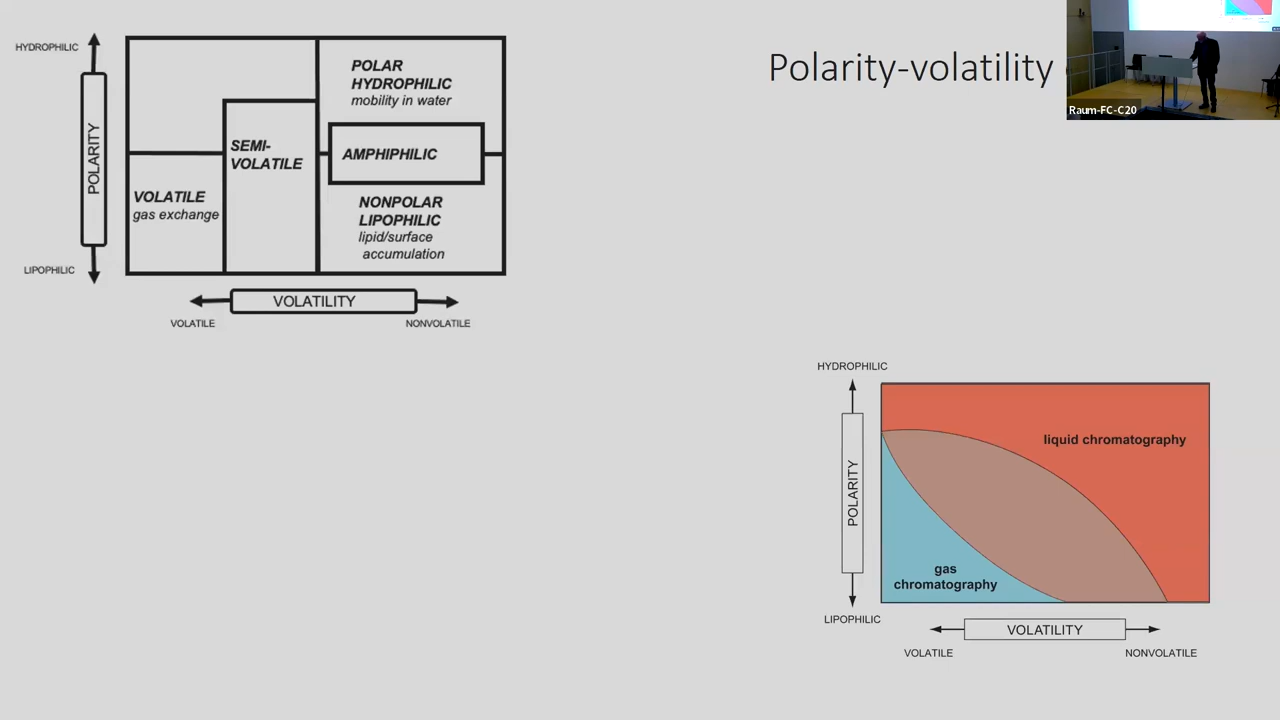 Polarity-volatility
Raum-FC-C20
HYDROPHILIC
POLARITY
LIPOPHILIC
POLAR
HYDROPHILIC
mobility in water
SEMI-
VOLATILE
AMPHIPHILIC
VOLATILE
gas exchange
NONPOLAR
LIPOPHILIC
lipid/surface
accumulation
VOLATILITY
VOLATILE
NONVOLATILE
HYDROPHILIC
POLARITY
LIPOPHILIC
liquid chromatography
gas
chromatography
VOLATILITY
VOLATILE
NONVOLATILE